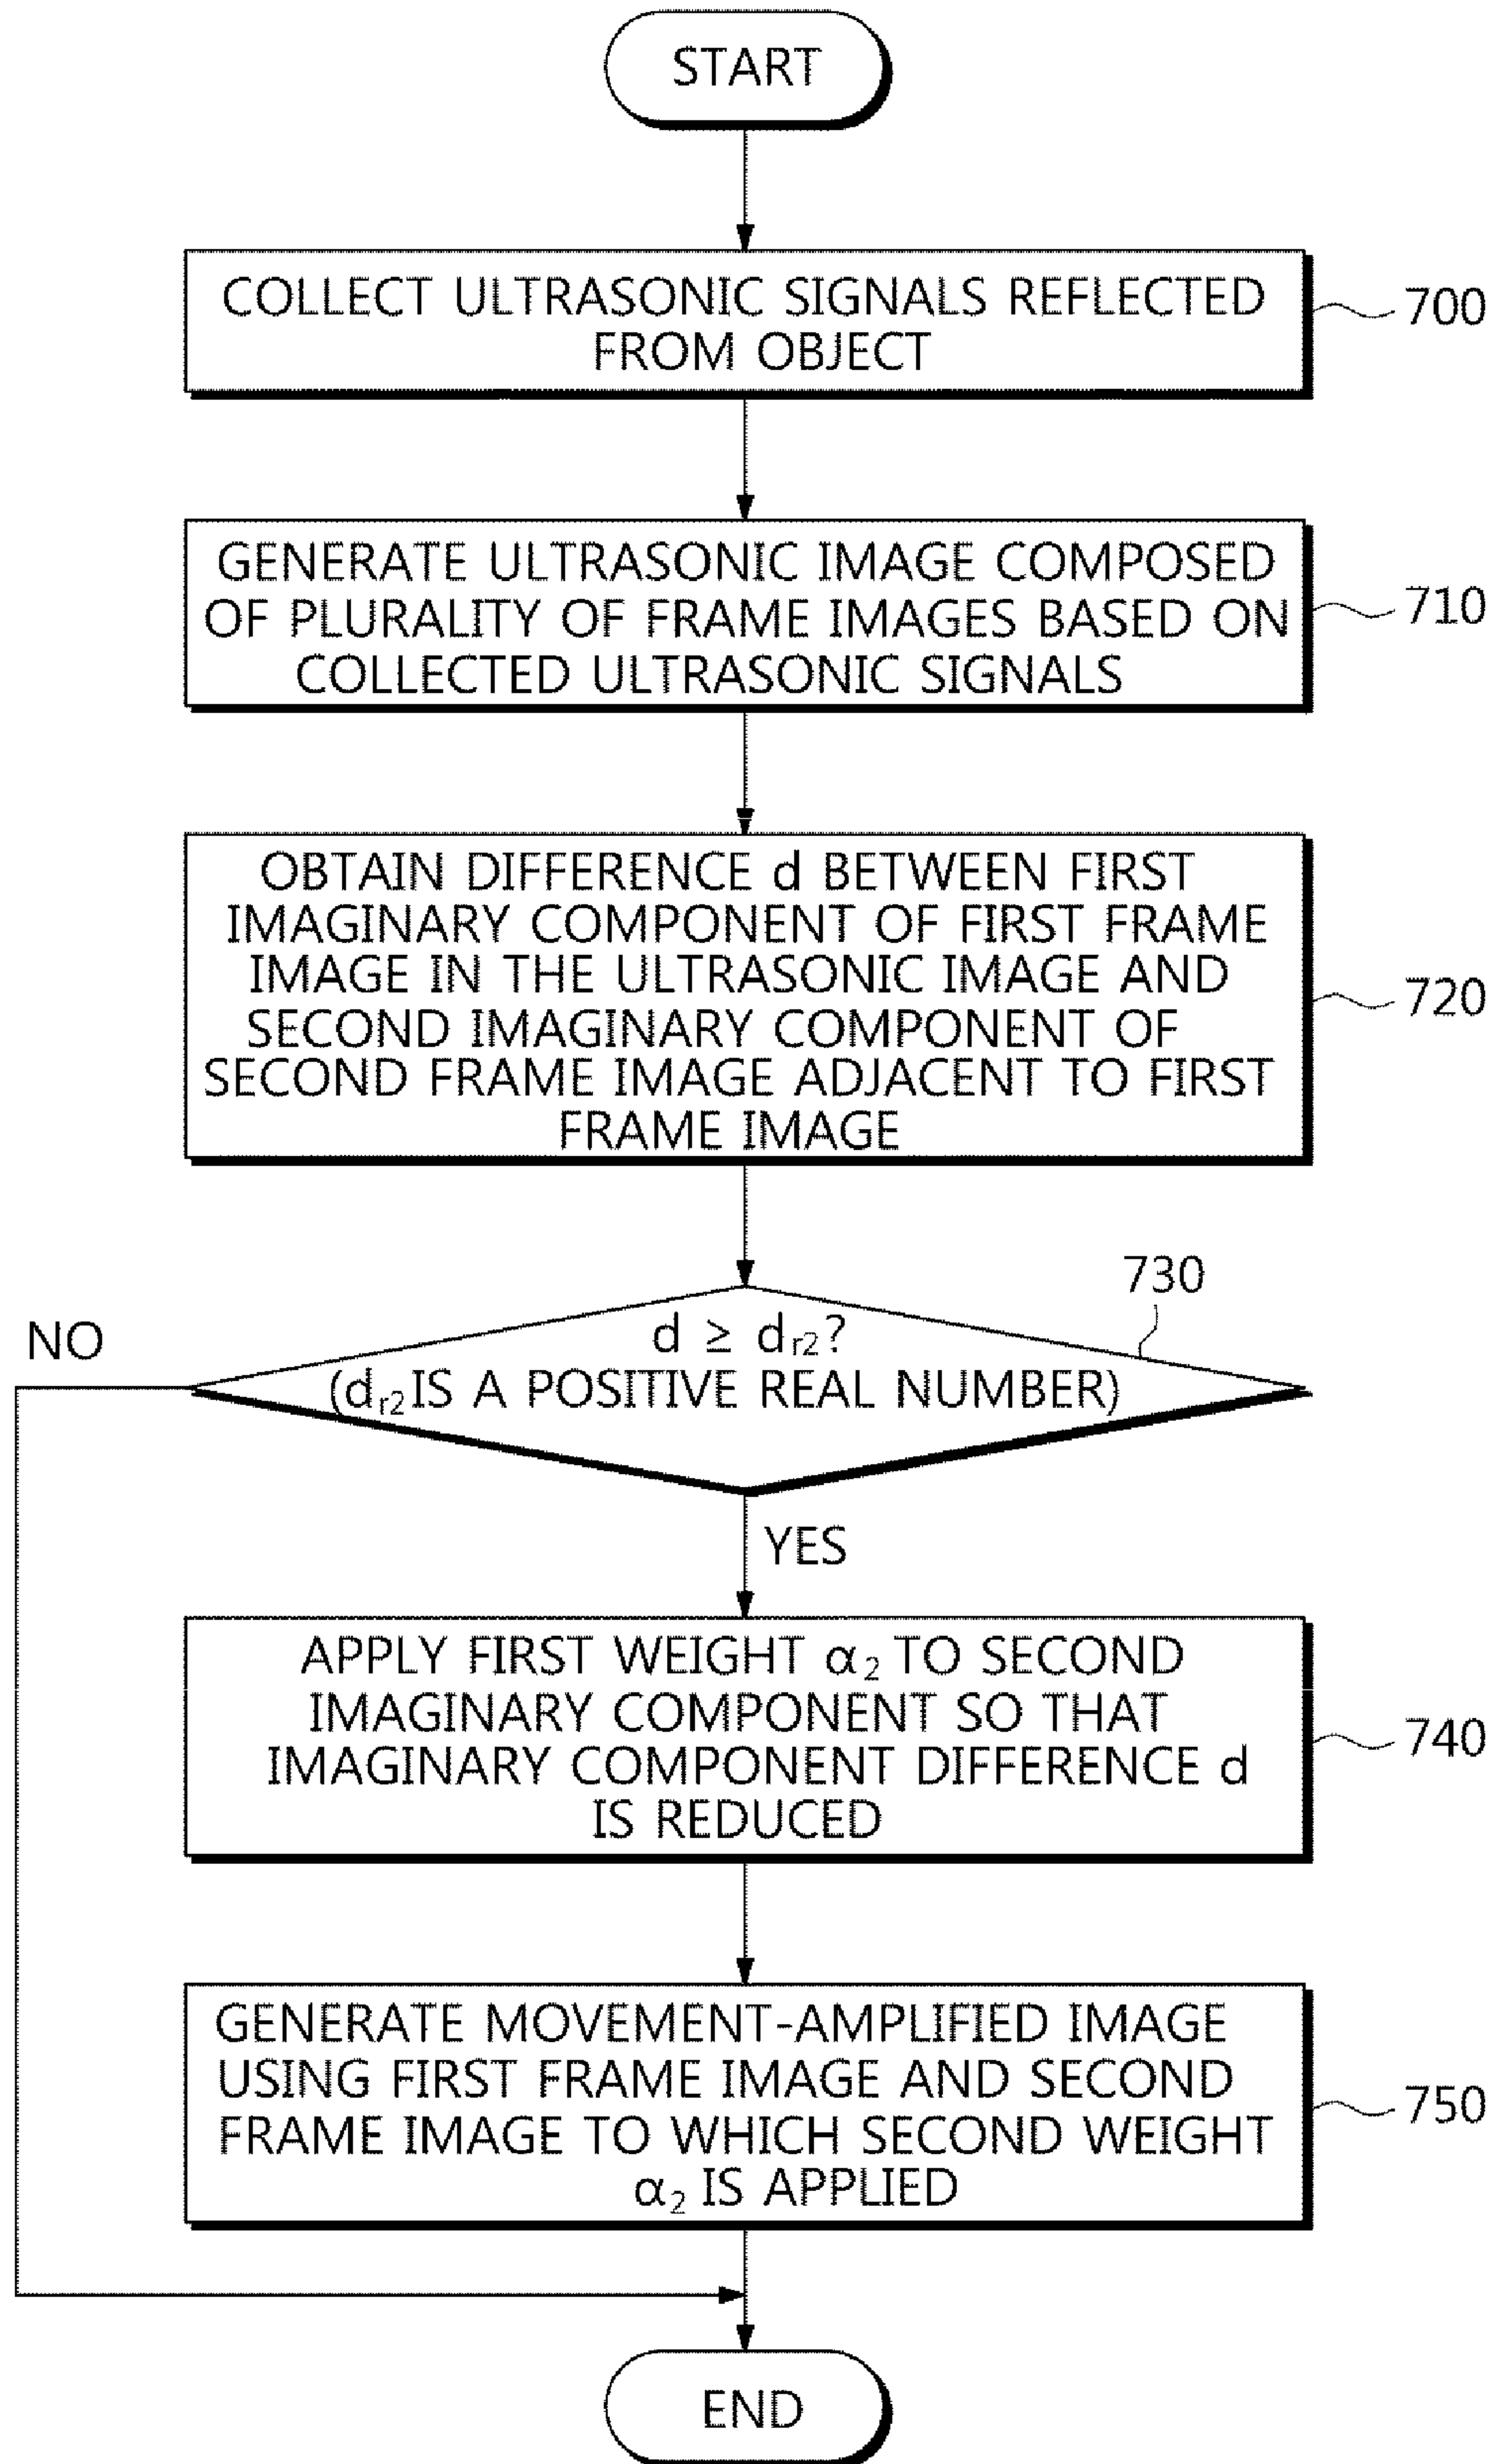 START
COLLECT ULTRASONIC SIGNALS REFLECTED
FROM OBJECT
700
GENERATE ULTRASONIC IMAGE COMPOSED
OF PLURALITY OF FRAME IMAGES BASED ON
COLLECTED ULTRASONIC SIGNALS
710
OBTAIN DIFFERENCE d BETWEEN FIRST
IMAGINARY COMPONENT OF FIRST FRAME
IMAGE IN THE ULTRASONIC IMAGE AND
SECOND IMAGINARY COMPONENT OF
SECOND FRAME IMAGE ADJACENT TO FIRST
FRAME IMAGE
720
730
NO
d ≥ dr2?
(dr2 IS A POSITIVE REAL NUMBER)
YES
APPLY FIRST WEIGHT α2 TO SECOND
IMAGINARY COMPONENT SO THAT
IMAGINARY COMPONENT DIFFERENCE d
IS REDUCED
740
GENERATE MOVEMENT-AMPLIFIED IMAGE
USING FIRST FRAME IMAGE AND SECOND
FRAME IMAGE TO WHICH SECOND WEIGHT
α2 IS APPLIED
750
END